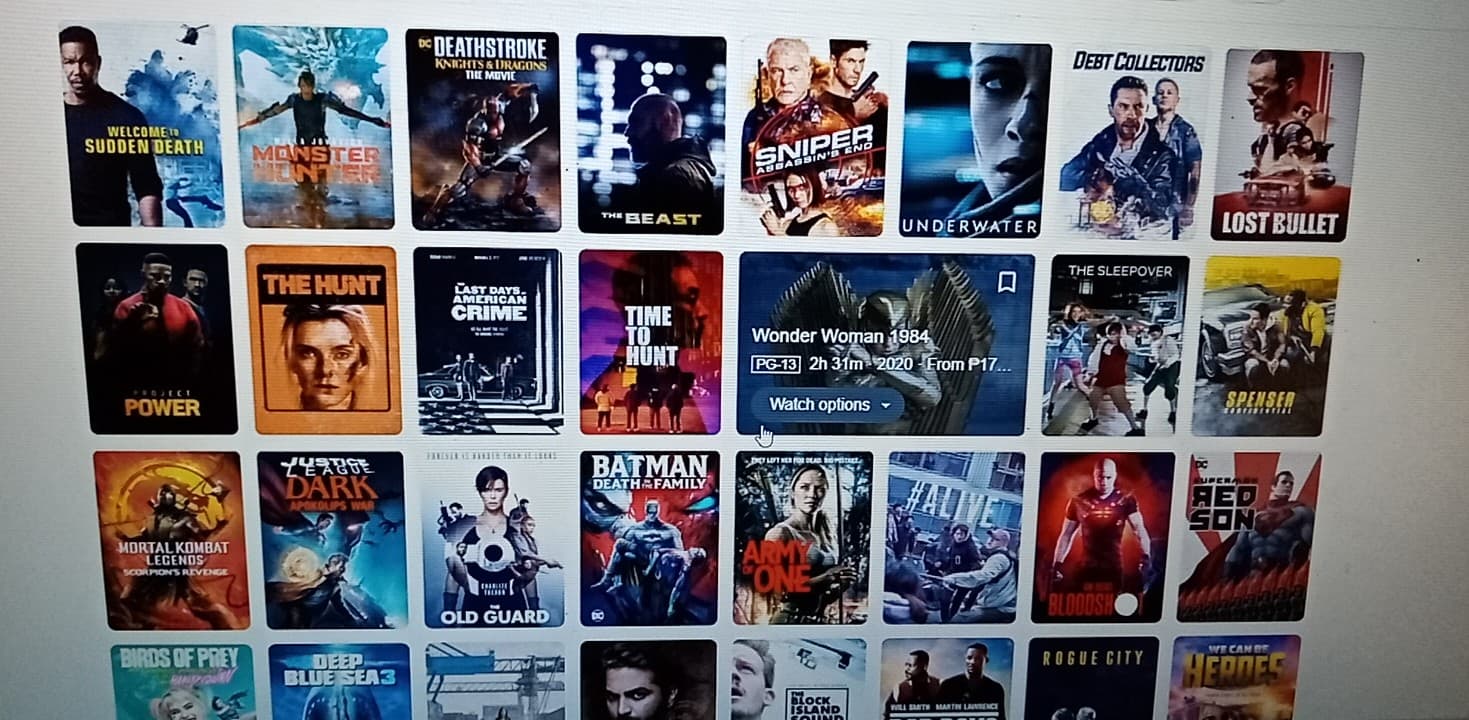 WELCOME TO
SUDDEN DEATH
MONSTER
HUNTER
DC
DEATHSTROKE
KNIGHTS & DRAGONS
THE MOVIE
THE BEAST
SNIPER
ASSASSIN'S END
UNDERWATER
DEBT COLLECTORS
LOST BULLET
PROJECT
POWER
THE HUNT
LAST DAYS
AMERICAN
CRIME
TIME
TO
HUNT
Wonder Woman 1984
PG-13 2h 31m · 2020 · From ₱17...
Watch options
THE SLEEPOVER
SPENSER
CONFIDENTIAL
MORTAL KOMBAT
LEGENDS
SCORPION'S REVENGE
JUSTICE
LEAGUE
DARK
APOKOLIPS WAR
FOREVER IS HARDER THAN IT LOOKS
CHARLIZE
THERON
THE
OLD GUARD
BATMAN
DEATH IN THE FAMILY
DC
THEY LEFT HER FOR DEAD. BIG MISTAKE.
ARMY
OF ONE
#ALIVE
BLOODSH T
DC
SUPERMAN
RED
SON
BIRDS OF PREY
DEEP
BLUE SEA 3
THE
BLOCK
ISLAND
SOUND
WILL SMITH MARTIN LAWRENCE
BAD BOYS
ROGUE CITY
WE CAN BE
HEROES